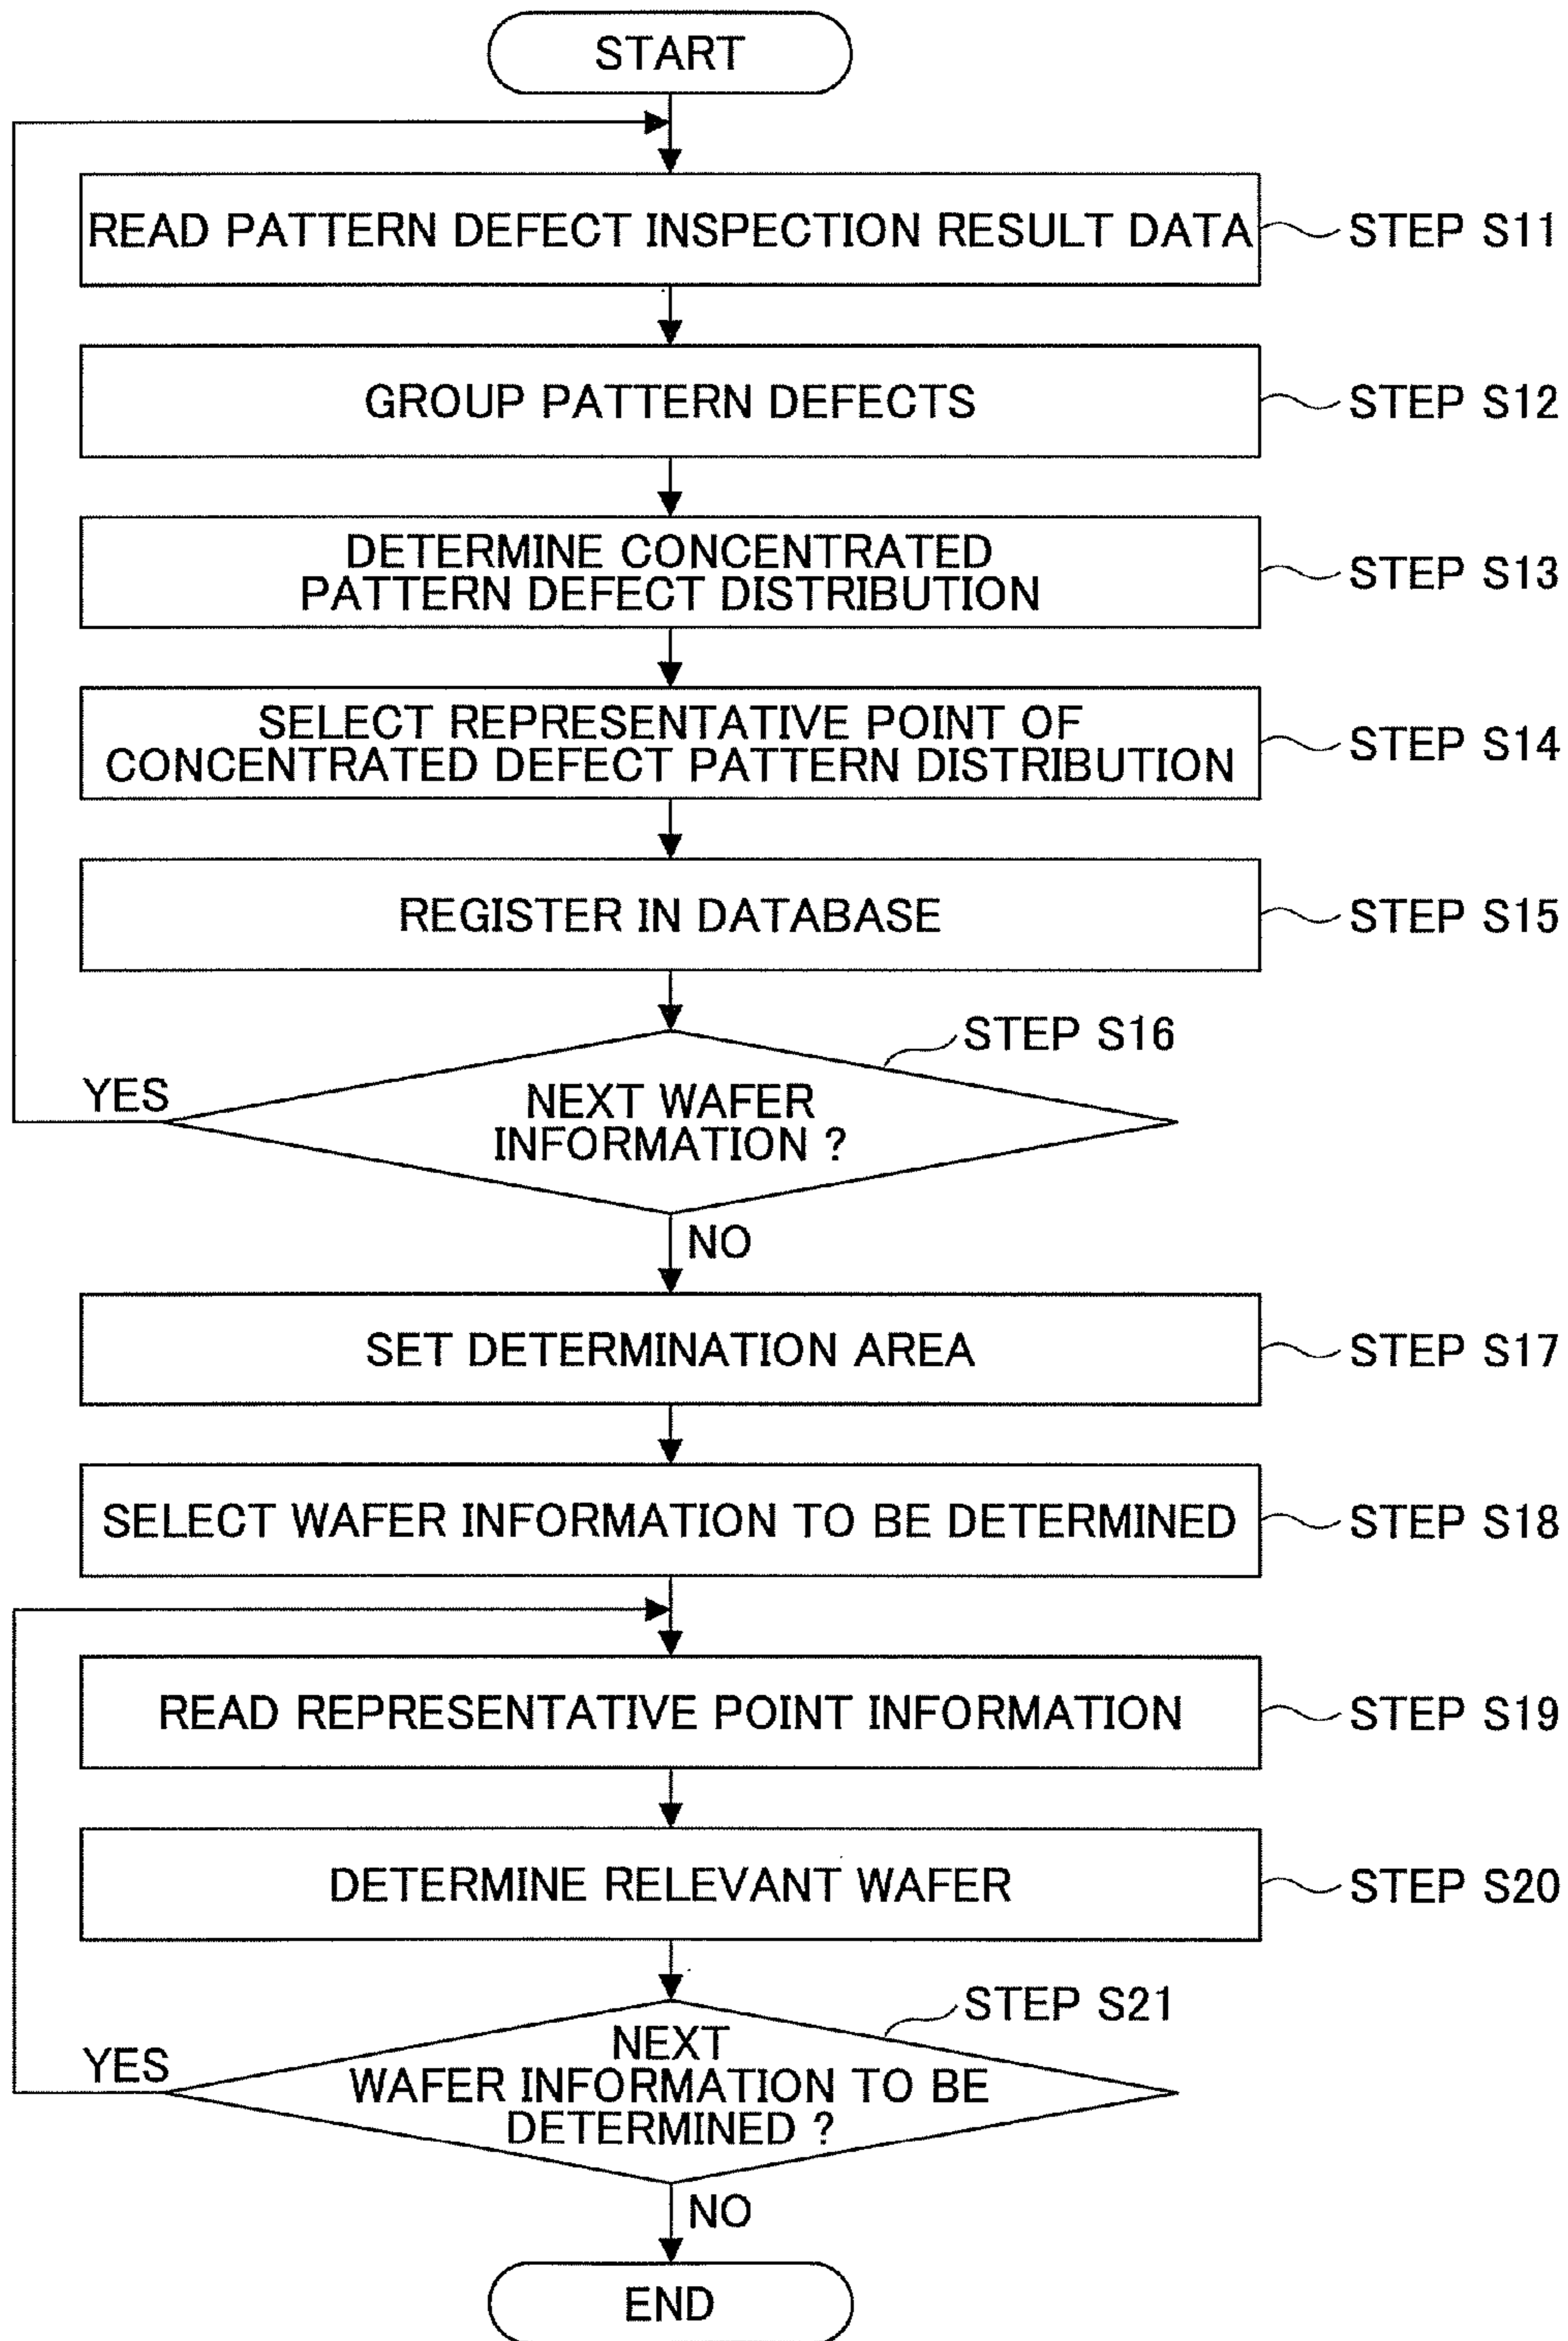 START
READ PATTERN DEFECT INSPECTION RESULT DATA
STEP S11
GROUP PATTERN DEFECTS
STEP S12
DETERMINE CONCENTRATED
PATTERN DEFECT DISTRIBUTION
STEP S13
SELECT REPRESENTATIVE POINT OF
CONCENTRATED DEFECT PATTERN DISTRIBUTION
STEP S14
REGISTER IN DATABASE
STEP S15
STEP S16
YES
NEXT WAFER
INFORMATION ?
NO
SET DETERMINATION AREA
STEP S17
SELECT WAFER INFORMATION TO BE DETERMINED
STEP S18
READ REPRESENTATIVE POINT INFORMATION
STEP S19
DETERMINE RELEVANT WAFER
STEP S20
STEP S21
YES
NEXT
WAFER INFORMATION TO BE
DETERMINED ?
NO
END